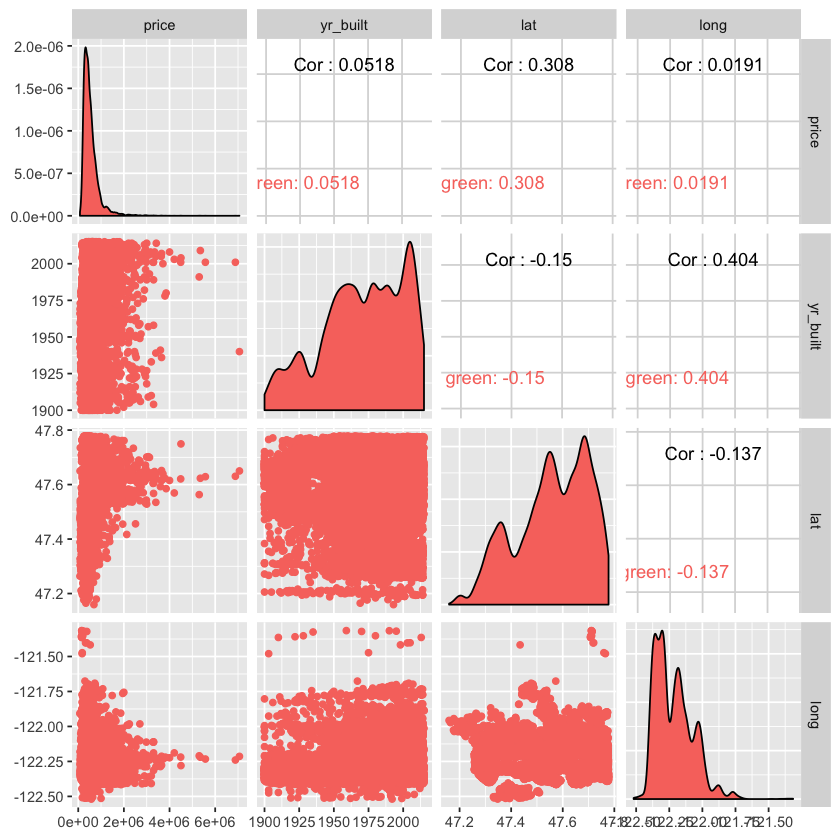 price yr_built lat long
2.0e-06
Cor : 0.0518 Cor : 0.308 Cor : 0.0191
1.5e-06
1.0e-06
price
5.0e-07
reen: 0.0518 green: 0.308 reen: 0.0191
0.0e+00
2000
Cor : -0.15 Cor : 0.404
1975
1950
yr_built
1925
green: -0.15 green: 0.404
1900
47.8
Cor : -0.137
47.6
lat
47.4
green: -0.137
47.2
-121.50
-121.75
-122.00
long
-122.25
-122.50
0e+00 2e+06 4e+06 6e+06 1900 1925 1950 1975 2000 47.2 47.4 47.6 47.8